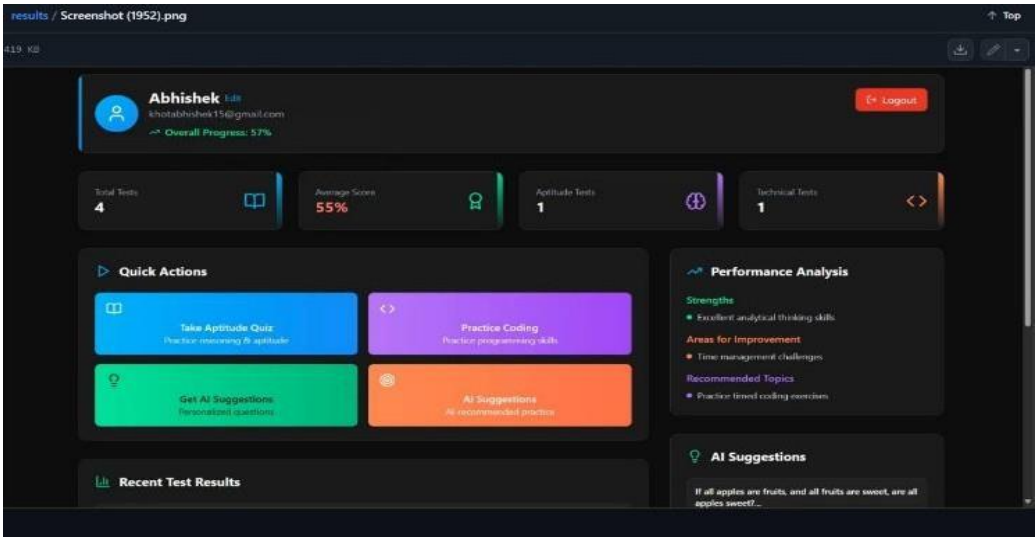 results / Screenshot (1952).png
↑ Top
419 KB
Abhishek Edit
khotabhishek15@gmail.com
Overall Progress: 57%
Logout
Total Tests
4
Average Score
55%
Aptitude Tests
1
Technical Tests
1
Quick Actions
Take Aptitude Quiz
Practice reasoning & aptitude
Practice Coding
Practice programming skills
Get AI Suggestions
Personalized questions
AI Suggestions
AI-recommended practice
Performance Analysis
Strengths
• Excellent analytical thinking skills
Areas for Improvement
• Time management challenges
Recommended Topics
• Practice timed coding exercises
Recent Test Results
AI Suggestions
If all apples are fruits, and all fruits are sweet, are all
apples sweet?...